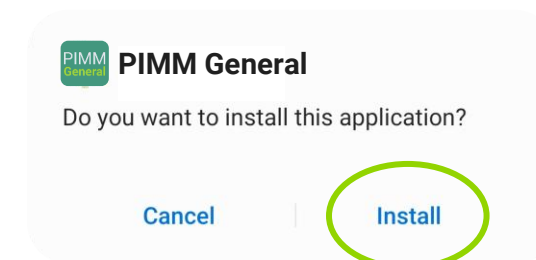 PIMM
General
PIMM General
Do you want to install this application?
Cancel
Install